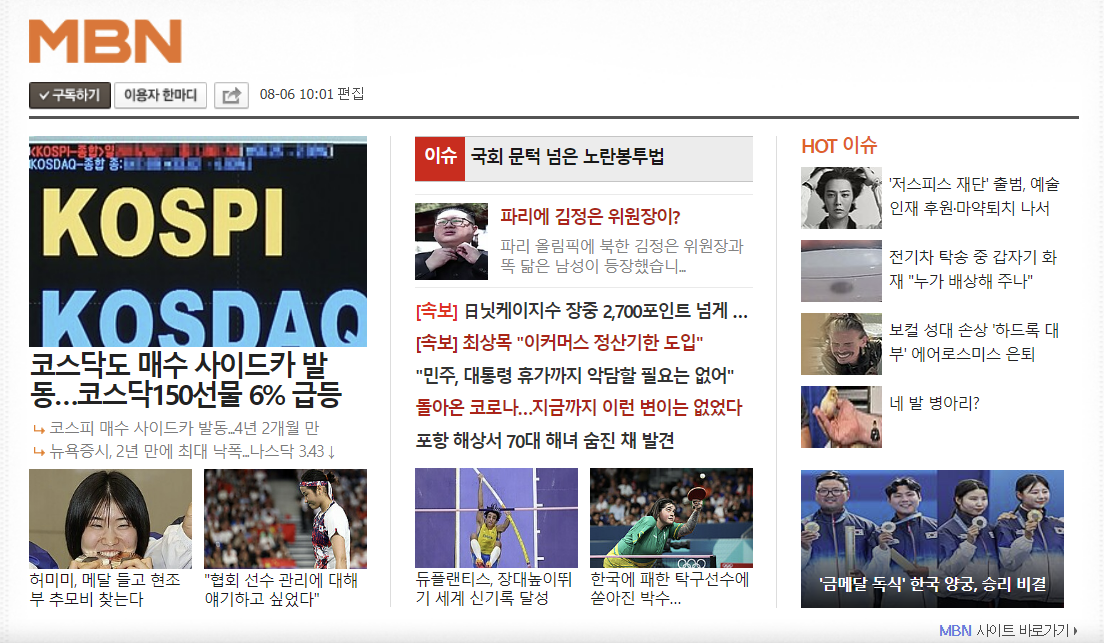 MBN
구독하기 이용자 한마디 08-06 10:01 편집
<KOSPI-종합>일
KOSDAQ-종합 종:
KOSPI
KOSDAQ
코스닥도 매수 사이드카 발
동…코스닥150선물 6% 급등
코스피 매수 사이드카 발동..4년 2개월 만
뉴욕증시, 2년 만에 최대 낙폭…나스닥 3.43↓
허미미, 메달 들고 현조
부 추모비 찾는다
"협회 선수 관리에 대해
얘기하고 싶었다"
이슈 국회 문턱 넘은 노란봉투법
파리에 김정은 위원장이?
파리 올림픽에 북한 김정은 위원장과
똑 닮은 남성이 등장했습니...
[속보] 日닛케이지수 장중 2,700포인트 넘게 ...
[속보] 최상목 "이커머스 정산기한 도입"
"민주, 대통령 휴가까지 악담할 필요는 없어"
돌아온 코로나…지금까지 이런 변이는 없었다
포항 해상서 70대 해녀 숨진 채 발견
듀플랜티스, 장대높이뛰
기 세계 신기록 달성
한국에 패한 탁구선수에
쏟아진 박수…
HOT 이슈
'저스피스 재단' 출범, 예술
인재 후원·마약퇴치 나서
전기차 탁송 중 갑자기 화
재 "누가 배상해 주나"
보컬 성대 손상 '하드록 대
부' 에어로스미스 은퇴
네 발 병아리?
'금메달 독식' 한국 양궁, 승리 비결
MBN 사이트 바로가기